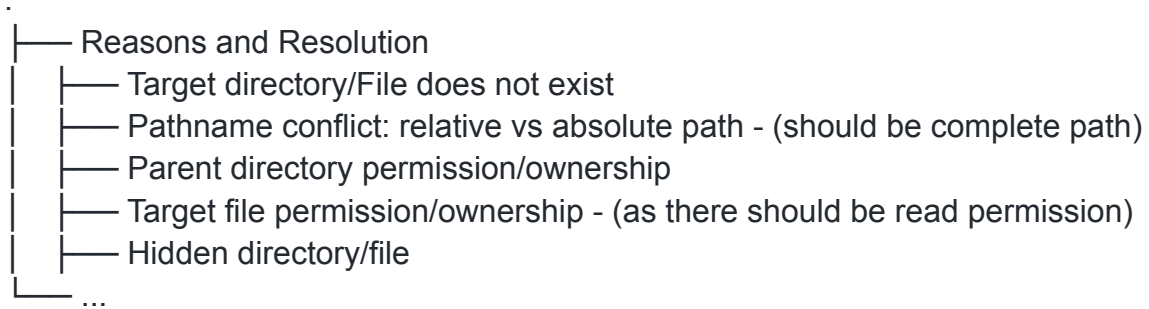 .
├── Reasons and Resolution
│   ├── Target directory/File does not exist
│   ├── Pathname conflict: relative vs absolute path - (should be complete path)
│   ├── Parent directory permission/ownership
│   ├── Target file permission/ownership - (as there should be read permission)
│   ├── Hidden directory/file
└── ...